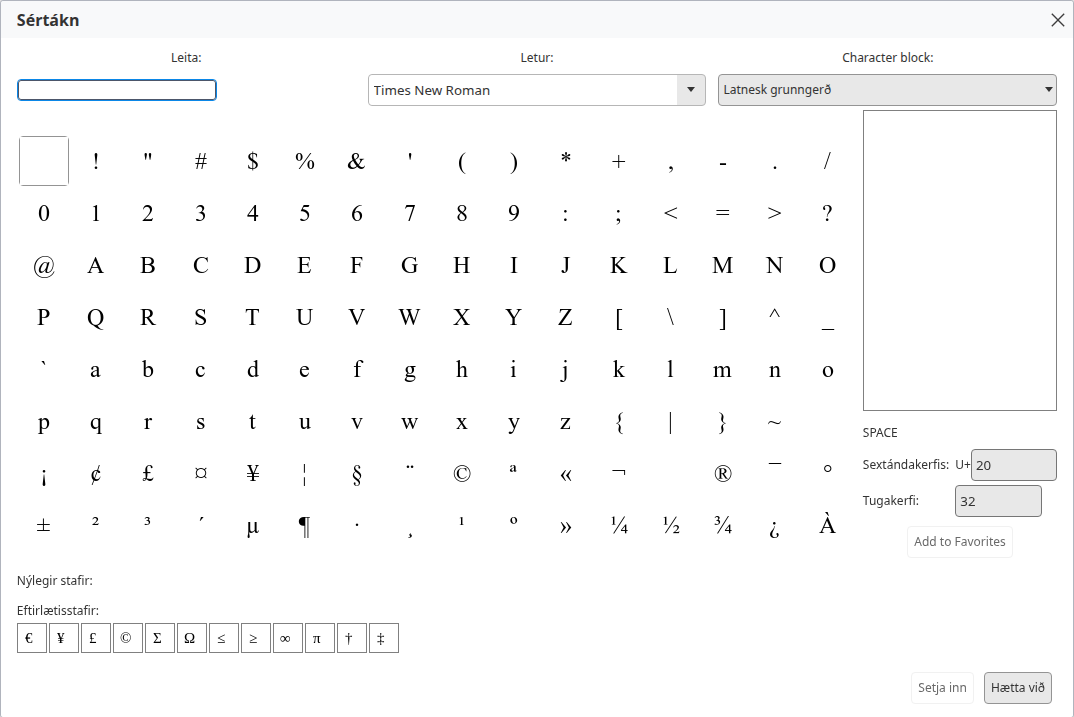 Sértákn
Leita: Letur: Character block:
Times New Roman Latnesk grunngerð
! " # $ % & ' ( ) * + , - . /
0 1 2 3 4 5 6 7 8 9 : ; < = > ?
@ A B C D E F G H I J K L M N O
P Q R S T U V W X Y Z [ \ ] ^ _
` a b c d e f g h i j k l m n o
p q r s t u v w x y z { | } ~
¡ ¢ £ ¤ ¥ ¦ § ¨ © ª « ¬ ® ¯ °
± ² ³ ´ µ ¶ · ¸ ¹ º » ¼ ½ ¾ ¿ À
SPACE
Sextándakerfis: U+ 20
Tugakerfi: 32
Add to Favorites
Nýlegir stafir:
Eftirlætisstafir:
€ ¥ £ © Σ Ω ≤ ≥ ∞ π † ‡
Setja inn Hætta við